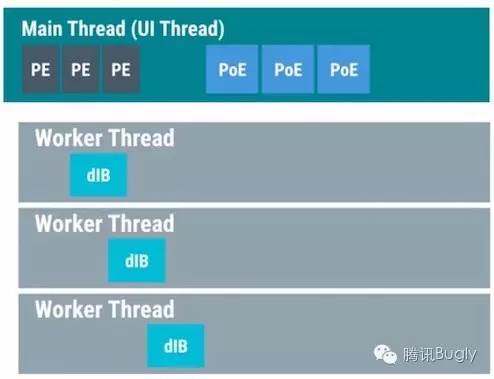 Main Thread (UI Thread)
PE PE PE PoE PoE PoE
Worker Thread
dIB
Worker Thread
dIB
Worker Thread
dIB
腾讯Bugly